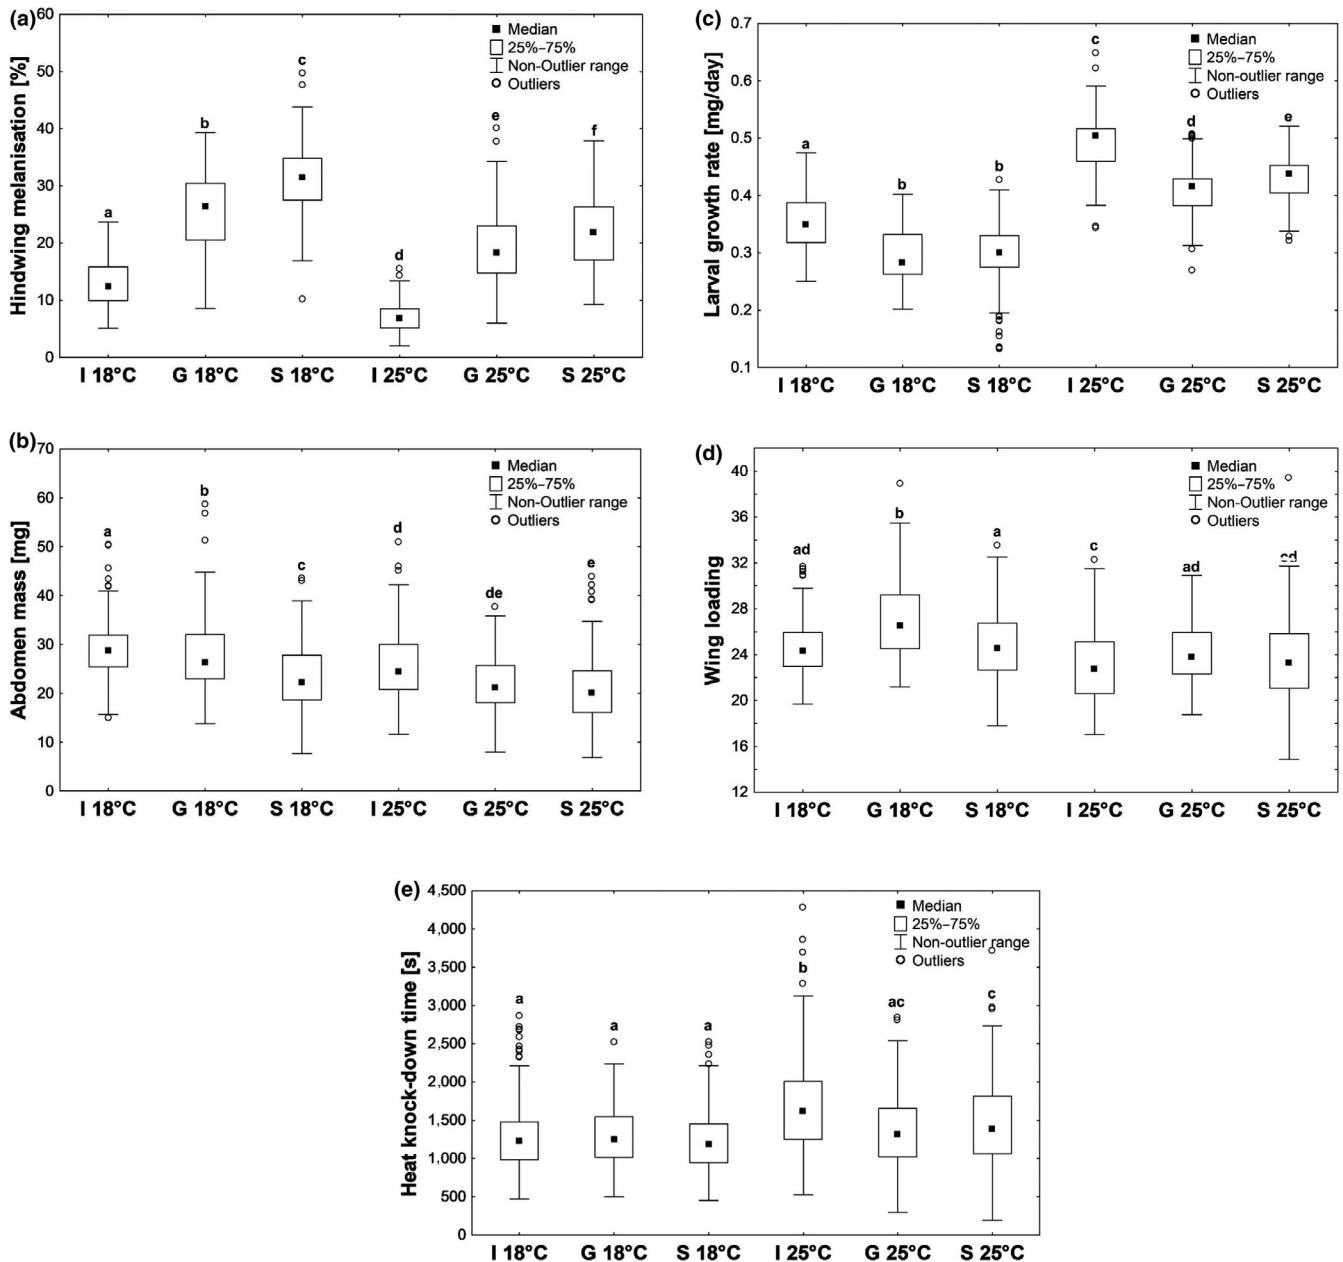 (a)
Hindwing melanisation [%]
60
50
40
30
20
10
0
Median
25%–75%
Non-Outlier range
Outliers
a
b
c
d
e
f
I 18°C G 18°C S 18°C I 25°C G 25°C S 25°C
(c)
Larval growth rate [mg/day]
0.7
0.6
0.5
0.4
0.3
0.2
0.1
Median
25%–75%
Non-outlier range
Outliers
a
b
b
c
d
e
I 18°C G 18°C S 18°C I 25°C G 25°C S 25°C
(b)
Abdomen mass [mg]
70
60
50
40
30
20
10
0
Median
25%–75%
Non-Outlier range
Outliers
a
b
c
d
de
e
I 18°C G 18°C S 18°C I 25°C G 25°C S 25°C
(d)
Wing loading
40
36
32
28
24
20
16
12
Median
25%–75%
Non-Outlier range
Outliers
ad
b
a
c
ad
cd
I 18°C G 18°C S 18°C I 25°C G 25°C S 25°C
(e)
Heat knock-down time [s]
4,500
4,000
3,500
3,000
2,500
2,000
1,500
1,000
500
0
Median
25%–75%
Non-outlier range
Outliers
a
a
a
b
ac
c
I 18°C G 18°C S 18°C I 25°C G 25°C S 25°C